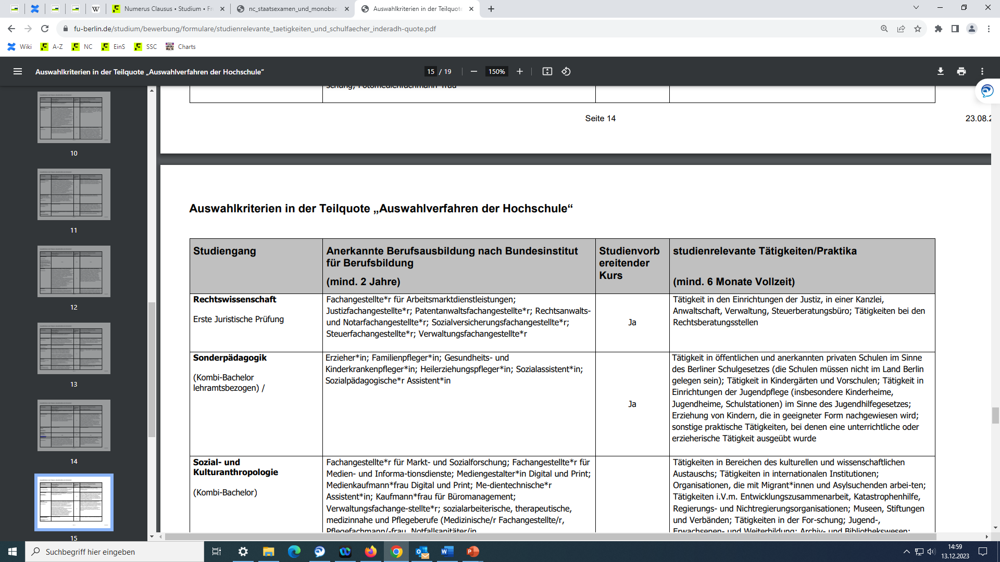 Numerus Clausus • Studium • Fr
nc_staatsexamen_und_monobac
Auswahlkriterien in der Teilquote
fu-berlin.de/studium/bewerbung/formulare/studienrelevante_taetigkeiten_und_schulfaecher_inderadh-quote.pdf
Wiki A-Z NC EinS SSC Charts
Auswahlkriterien in der Teilquote „Auswahlverfahren der Hochschule“
15 / 19
150%
10
11
12
13
14
15
schung; Fotomedienfachmann*frau
Seite 14
23.08.2
Auswahlkriterien in der Teilquote „Auswahlverfahren der Hochschule“
Studiengang
Anerkannte Berufsausbildung nach Bundesinstitut
für Berufsbildung
(mind. 2 Jahre)
Studienvorb
ereitender
Kurs
studienrelevante Tätigkeiten/Praktika
(mind. 6 Monate Vollzeit)
Rechtswissenschaft
Erste Juristische Prüfung
Fachangestellte*r für Arbeitsmarktdienstleistungen;
Justizfachangestellte*r; Patentanwaltsfachangestellte*r; Rechtsanwalts-
und Notarfachangestellte*r; Sozialversicherungsfachangestellte*r;
Steuerfachangestellte*r; Verwaltungsfachangestellte*r
Ja
Tätigkeit in den Einrichtungen der Justiz, in einer Kanzlei,
Anwaltschaft, Verwaltung, Steuerberatungsbüro; Tätigkeiten bei den
Rechtsberatungsstellen
Sonderpädagogik
(Kombi-Bachelor
lehramtsbezogen) /
Erzieher*in; Familienpfleger*in; Gesundheits- und
Kinderkrankenpfleger*in; Heilerziehungspfleger*in; Sozialassistent*in;
Sozialpädagogische*r Assistent*in
Ja
Tätigkeit in öffentlichen und anerkannten privaten Schulen im Sinne
des Berliner Schulgesetzes (die Schulen müssen nicht im Land Berlin
gelegen sein); Tätigkeit in Kindergärten und Vorschulen; Tätigkeit in
Einrichtungen der Jugendpflege (insbesondere Kinderheime,
Jugendheime, Schulstationen) im Sinne des Jugendhilfegesetzes;
Erziehung von Kindern, die in geeigneter Form nachgewiesen wird;
sonstige praktische Tätigkeiten, bei denen eine unterrichtliche oder
erzieherische Tätigkeit ausgeübt wurde
Sozial- und
Kulturanthropologie
(Kombi-Bachelor)
Fachangestellte*r für Markt- und Sozialforschung; Fachangestellte*r für
Medien- und Informa-tionsdienste; Mediengestalter*in Digital und Print;
Medienkaufmann*frau Digital und Print; Me-dientechnische*r
Assistent*in; Kaufmann*frau für Büromanagement;
Verwaltungsfachange-stellte*r; sozialarbeiterische, therapeutische,
medizinnahe und Pflegeberufe (Medizinische/r Fachangestellte/r,
Pflegefachmann/-frau, Notfallsanitäter/in
Tätigkeiten in Bereichen des kulturellen und wissenschaftlichen
Austauschs; Tätigkeiten in internationalen Institutionen;
Organisationen, die mit Migrant*innen und Asylsuchenden arbei-ten;
Tätigkeiten i.V.m. Entwicklungszusammenarbeit, Katastrophenhilfe,
Regierungs- und Nichtregierungsorganisationen; Museen, Stiftungen
und Verbänden; Tätigkeiten in der For-schung; Jugend-,
Erwachsenen- und Weiterbildung; Archiv- und Bibliothekswesen;
Suchbegriff hier eingeben
14:59
13.12.2023